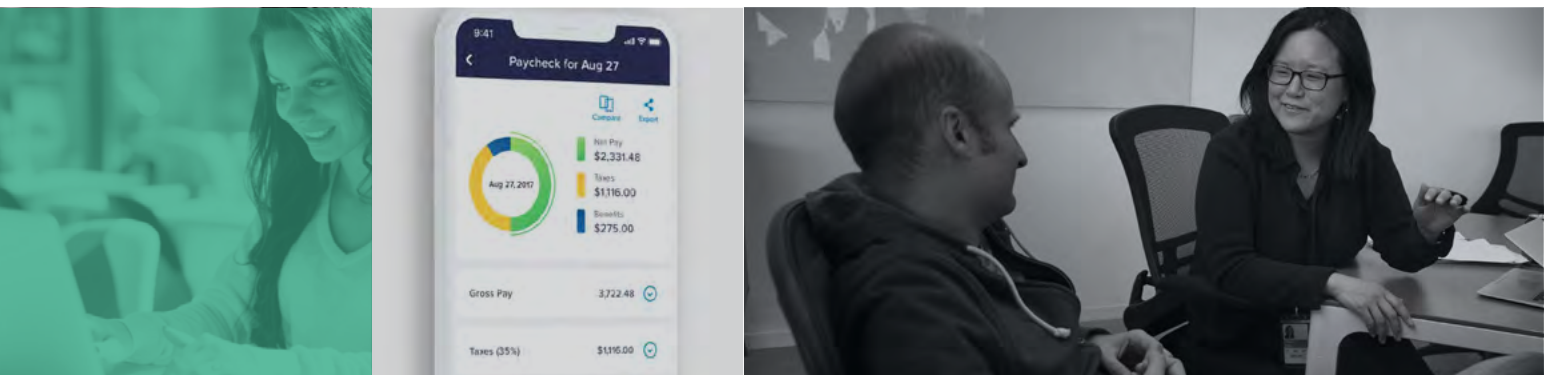 9:41
Paycheck for Aug 27
Compare Export
Aug 27, 2017
Net Pay
$2,331.48
Taxes
$1,116.00
Benefits
$275.00
Gross Pay 3,722.48
Taxes (35%) $1,116.00